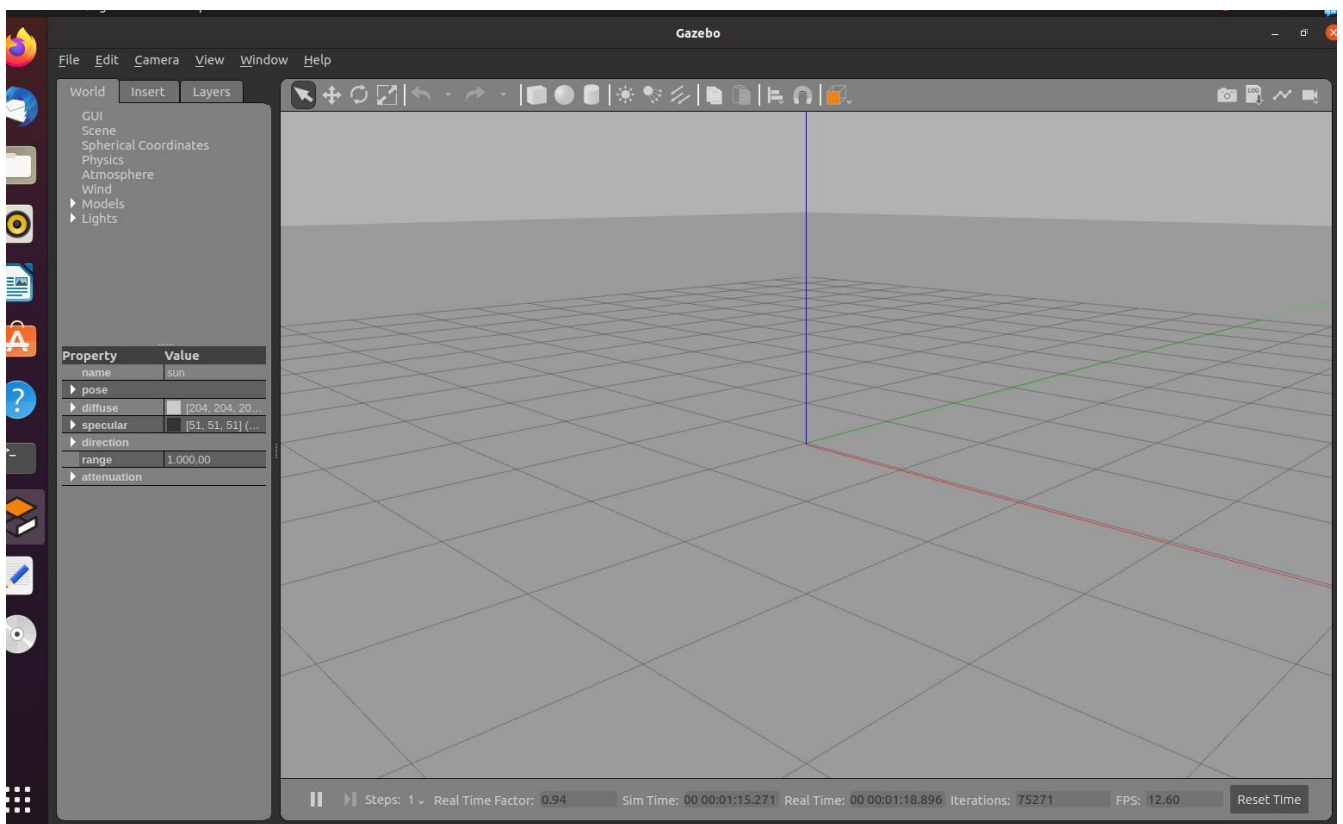 Gazebo
File Edit Camera View Window Help
World Insert Layers
GUI
Scene
Spherical Coordinates
Physics
Atmosphere
Wind
Models
Lights
LOG
Property Value
name sun
pose
diffuse [204, 204, 20...
specular [51, 51, 51] (...
direction
range 1.000,00
attenuation
Steps: 1 Real Time Factor: 0.94 Sim Time: 00 00:01:15.271 Real Time: 00 00:01:18.896 Iterations: 75271 FPS: 12.60 Reset Time